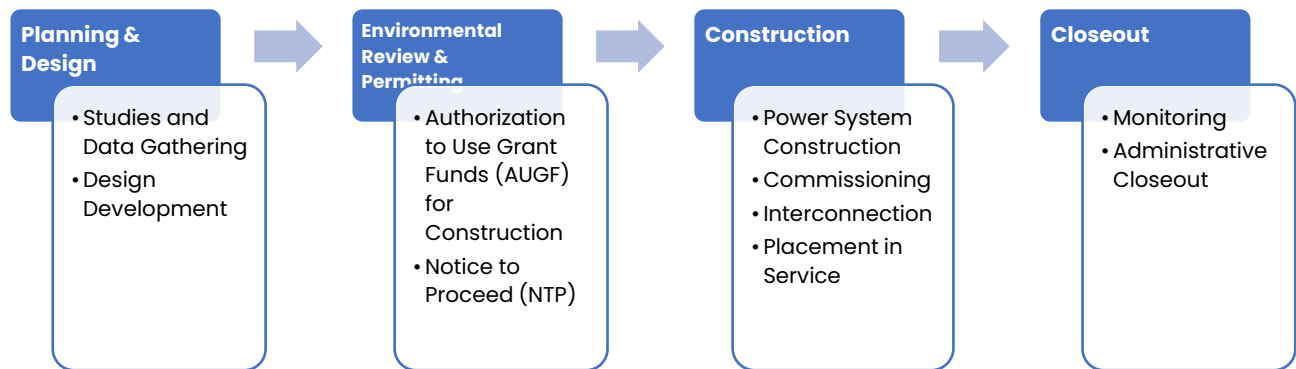 Planning &
Design
• Studies and
Data Gathering
• Design
Development
Environmental
Review &
Permitting
• Authorization
to Use Grant
Funds (AUGF)
for
Construction
• Notice to
Proceed (NTP)
Construction
• Power System
Construction
• Commissioning
• Interconnection
• Placement in
Service
Closeout
• Monitoring
• Administrative
Closeout